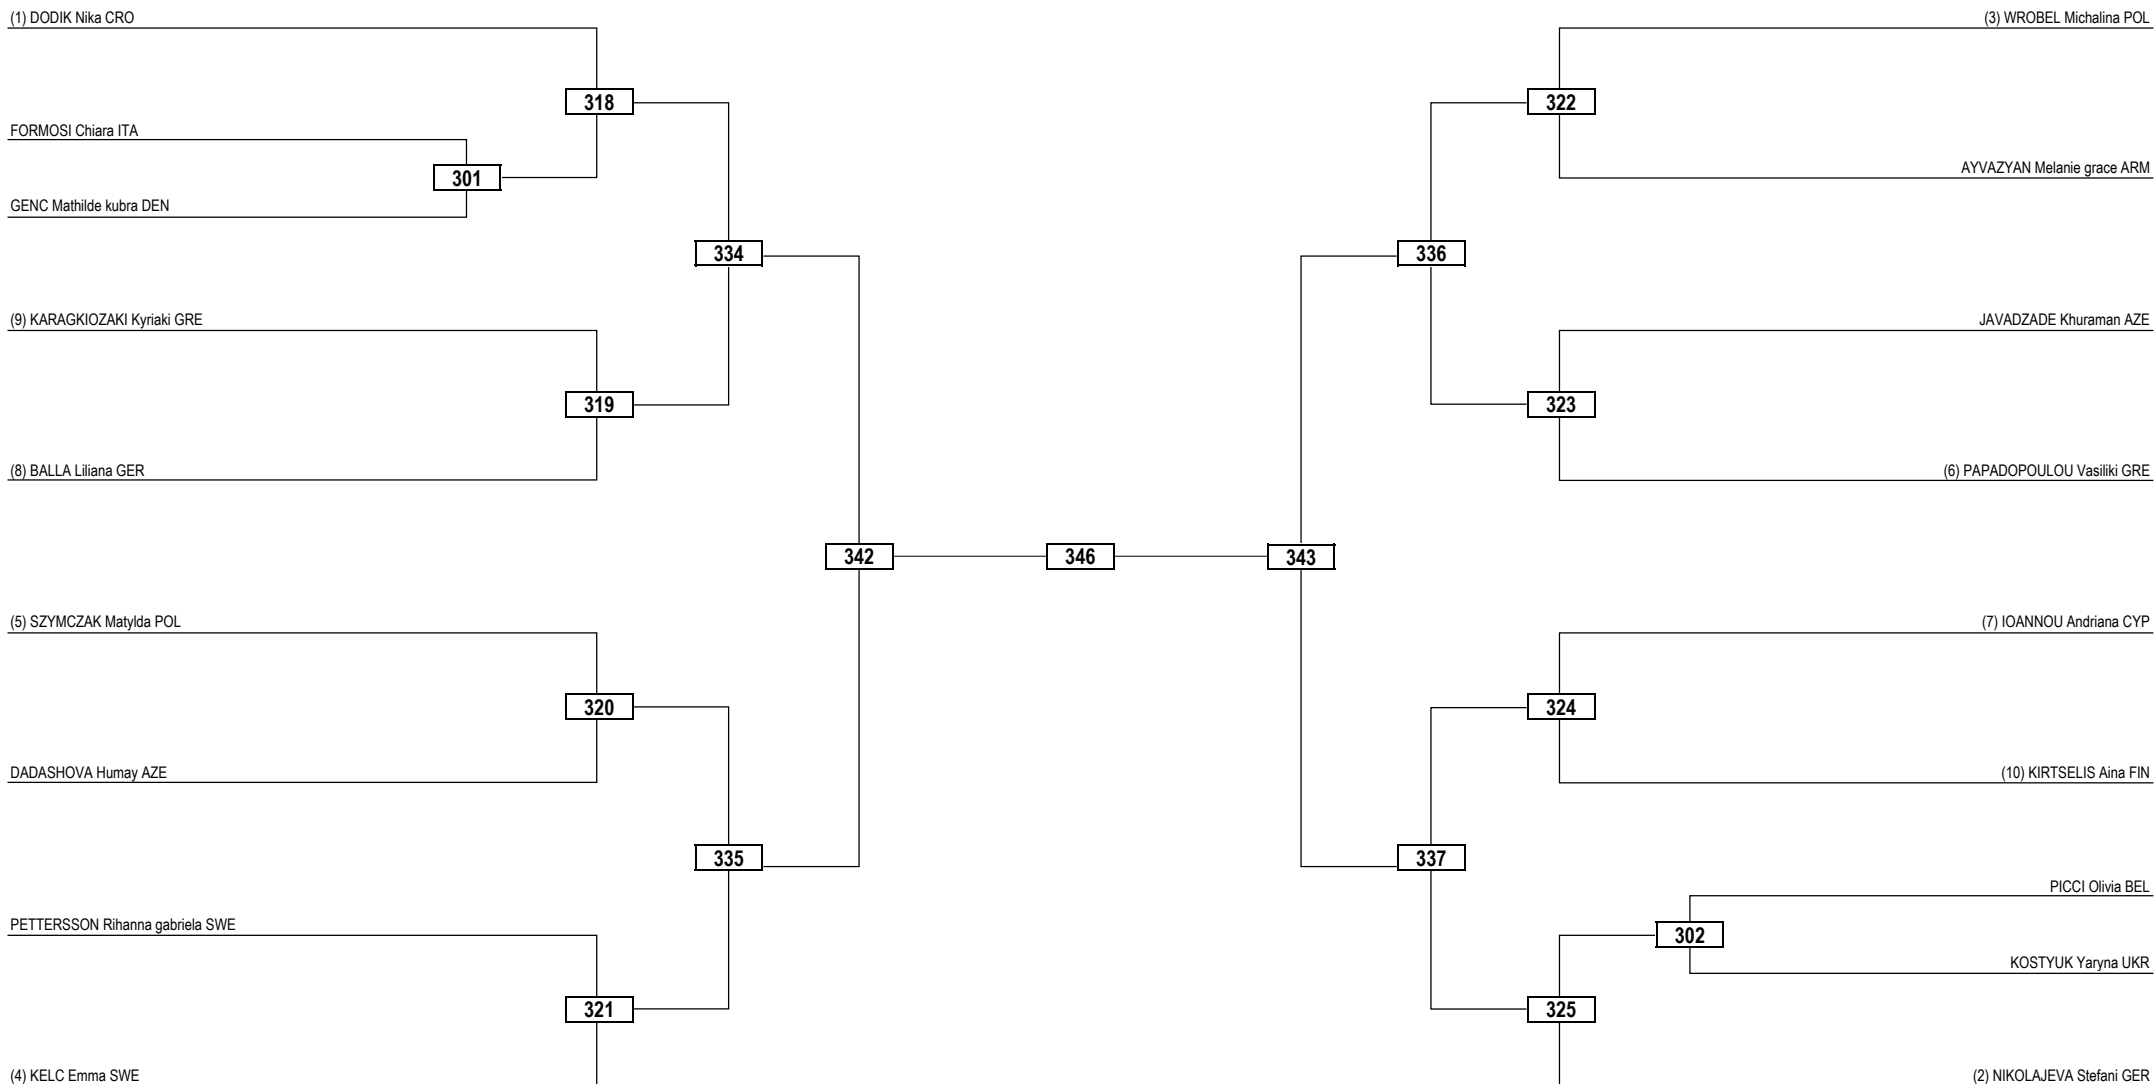 (1) DODIK Nika CRO
(3) WROBEL Michalina POL
318
322
FORMOSI Chiara ITA
301
AYVAZYAN Melanie grace ARM
GENC Mathilde kubra DEN
334
336
(9) KARAGKIOZAKI Kyriaki GRE
JAVADZADE Khuraman AZE
319
323
(8) BALLA Liliana GER
(6) PAPADOPOULOU Vasiliki GRE
342
346
343
(5) SZYMCZAK Matylda POL
(7) IOANNOU Andriana CYP
320
324
DADASHOVA Humay AZE
(10) KIRTSELIS Aina FIN
335
337
PICCI Olivia BEL
PETTERSSON Rihanna gabriela SWE
302
KOSTYUK Yaryna UKR
321
325
(4) KELC Emma SWE
(2) NIKOLAJEVA Stefani GER